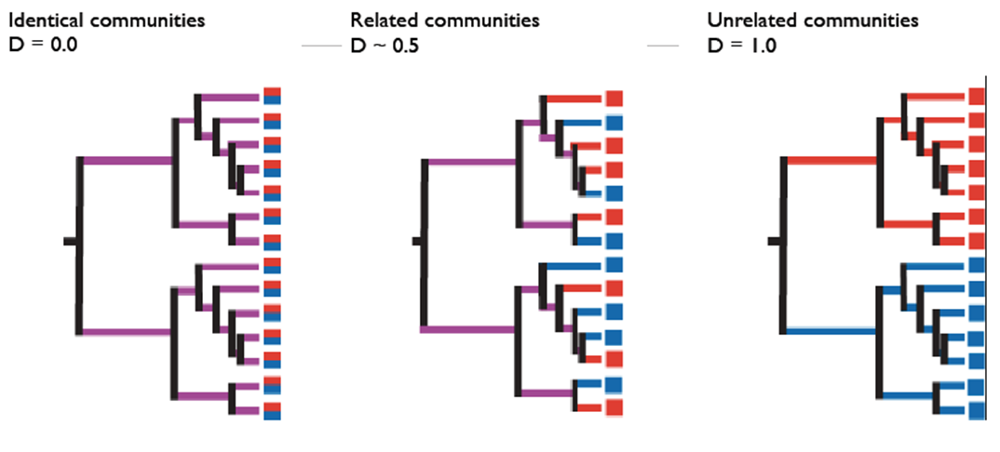 Identical communities
D = 0.0
Related communities
D ~ 0.5
Unrelated communities
D = 1.0